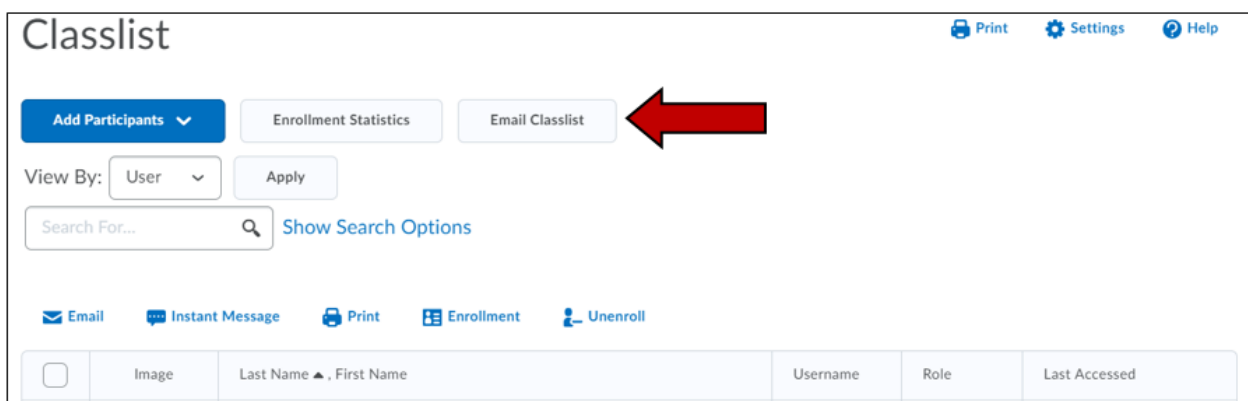 Classlist
Print Settings Help
Add Participants Enrollment Statistics Email Classlist
View By: User Apply
Search For... Show Search Options
Email Instant Message Print Enrollment Unenroll
Image Last Name , First Name Username Role Last Accessed